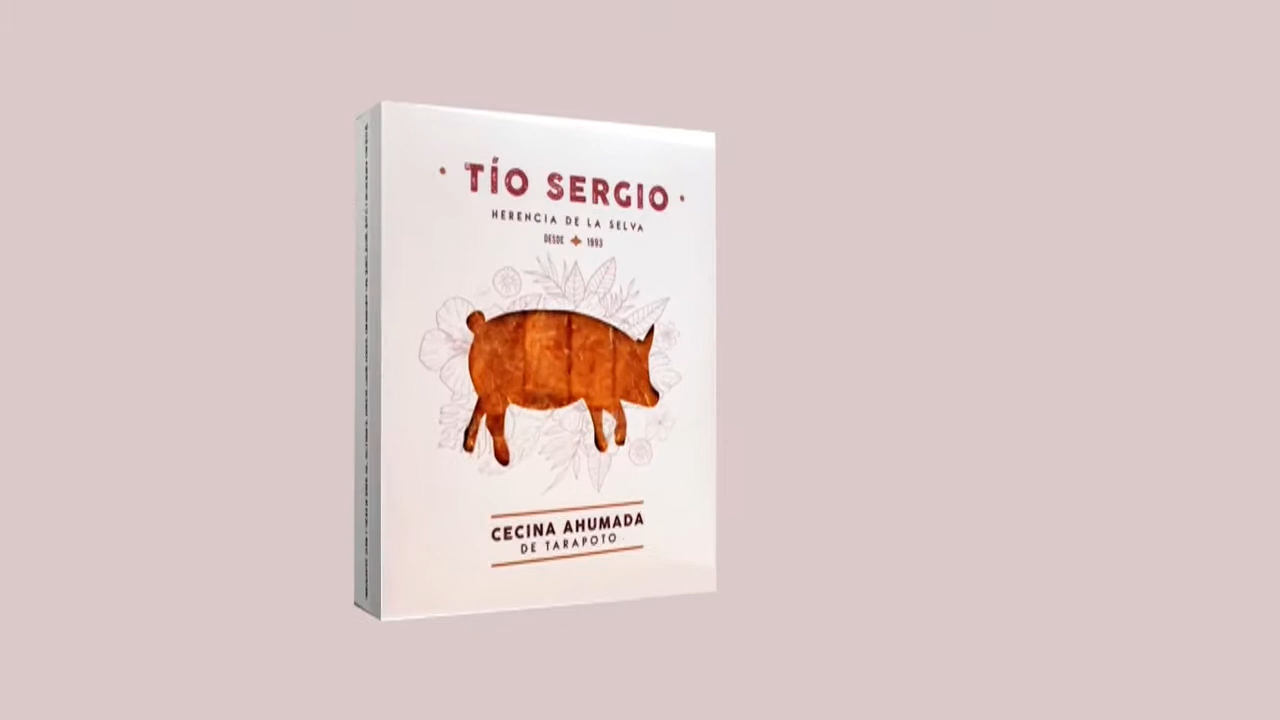 TÍO SERGIO
HERENCIA DE LA SELVA
DESDE 1993
CECINA AHUMADA
DE TARAPOTO